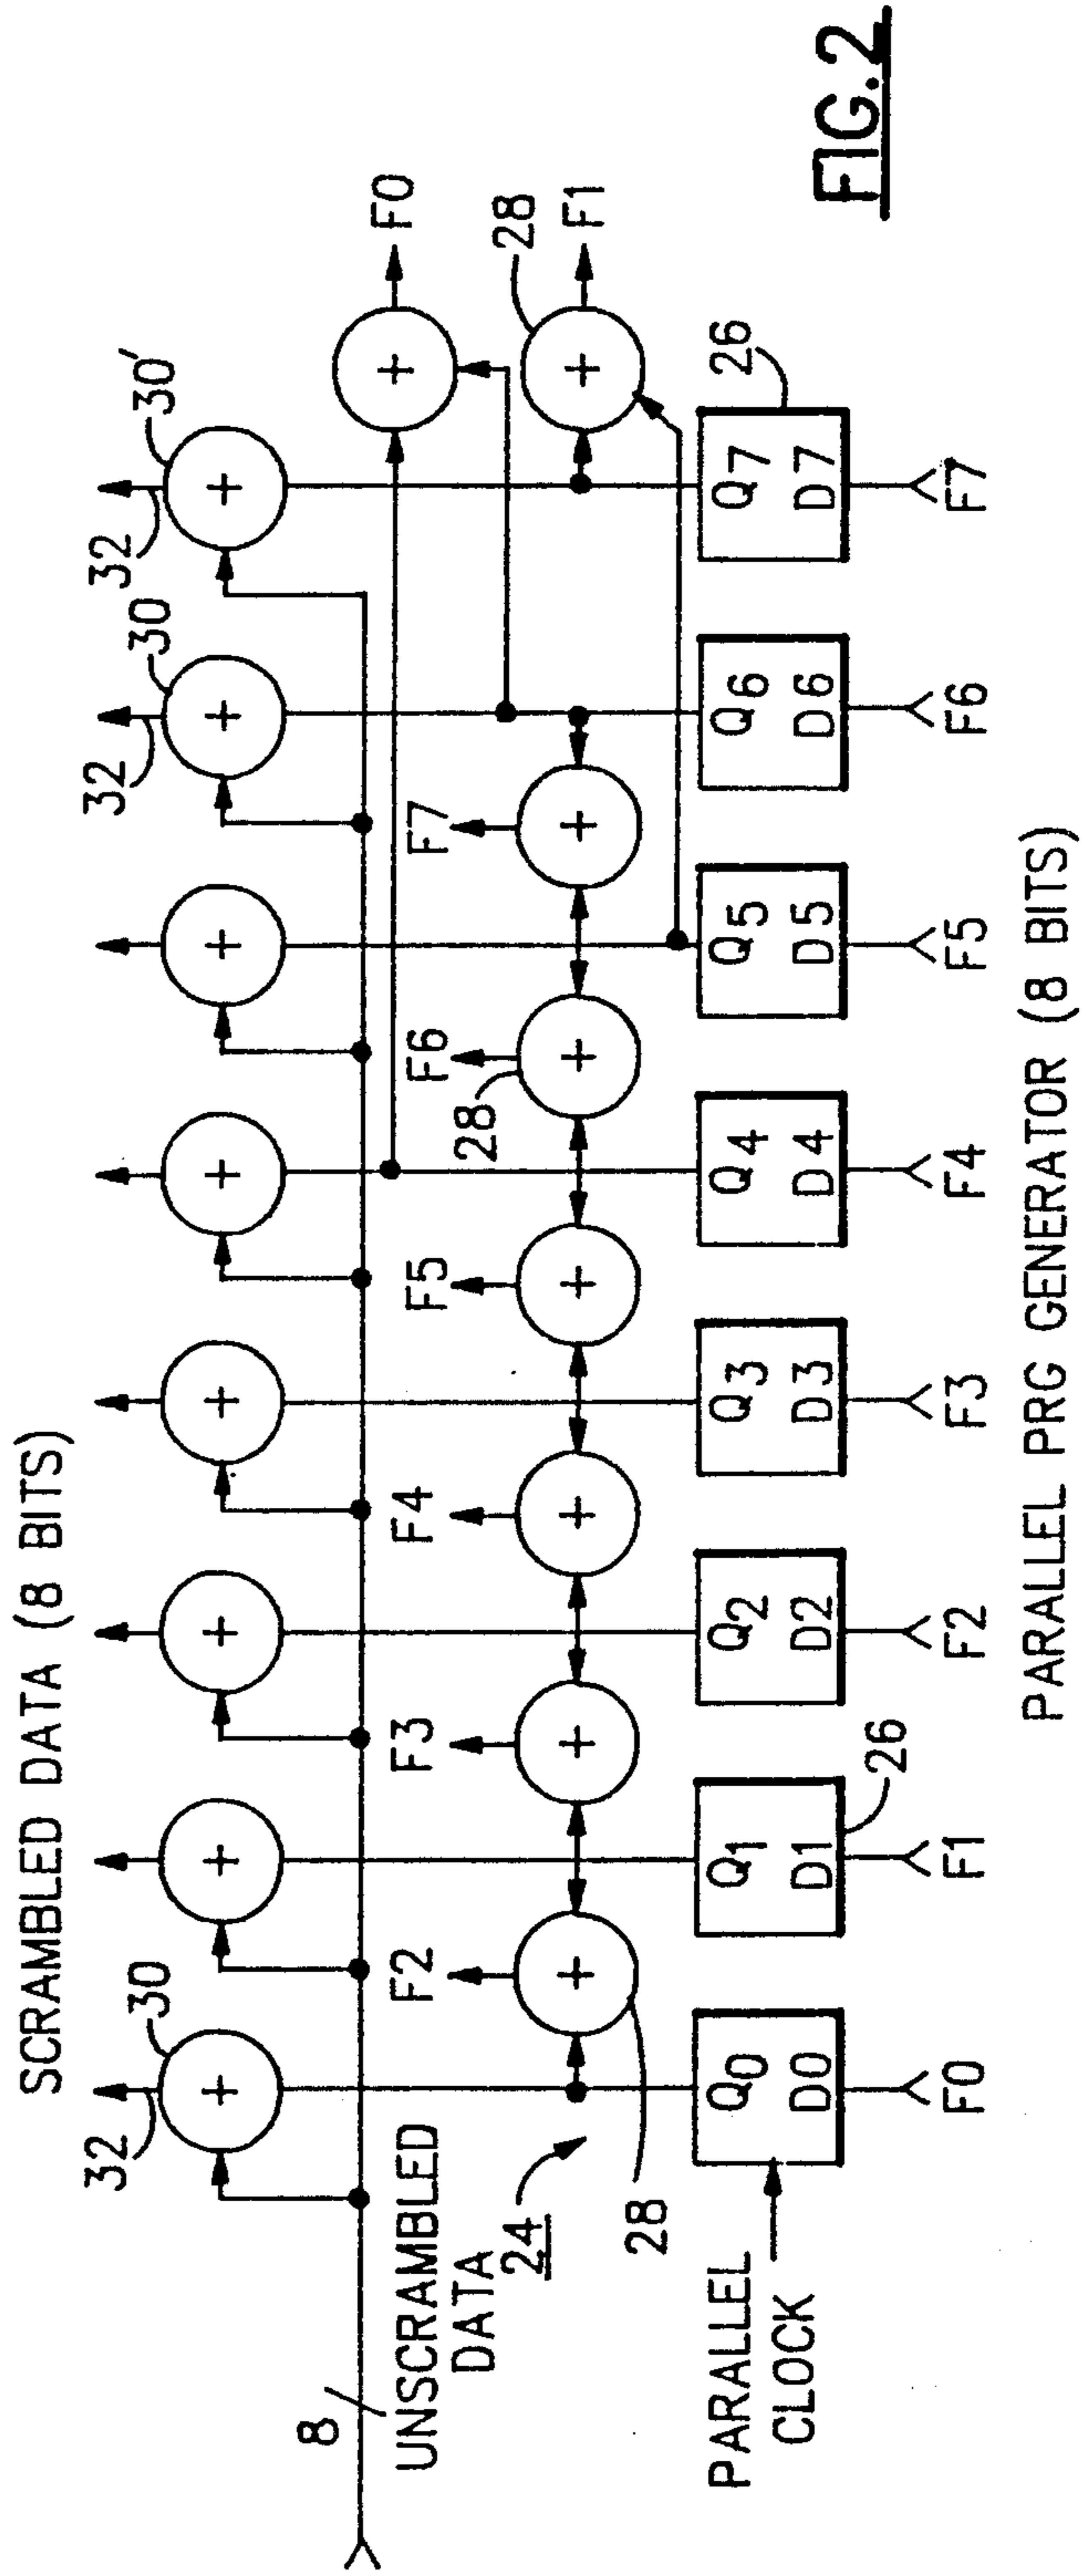 SCRAMBLED DATA (8 BITS)
32 30 32 30 32 30'
8
UNSCRAMBLED
DATA
F2 F3 F4 F5 F6 F7 F0
24
28 28 28 F1
PARALLEL
CLOCK
Q0 Q1 Q2 Q3 Q4 Q5 Q6 Q7
D0 D1 D2 D3 D4 D5 D6 D7
26 26
F0 F1 F2 F3 F4 F5 F6 F7
PARALLEL PRG GENERATOR (8 BITS)
FIG.2